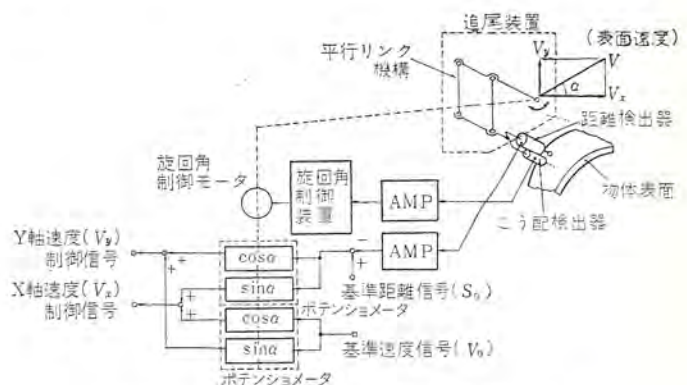 追尾装置
(表面速度)
Vy
V
α
Vx
平行リンク
機構
距離検出器
物体表面
こう配検出器
旋回角
制御モータ
旋回角
制御
装置
AMP
AMP
Y軸速度(Vy)
制御信号
X軸速度(Vx)
制御信号
+
+
+
+
−
+
cosα
sinα
cosα
sinα
基準距離信号(S₀)
ポテンショメータ
基準速度信号(V₀)
ポテンショメータ